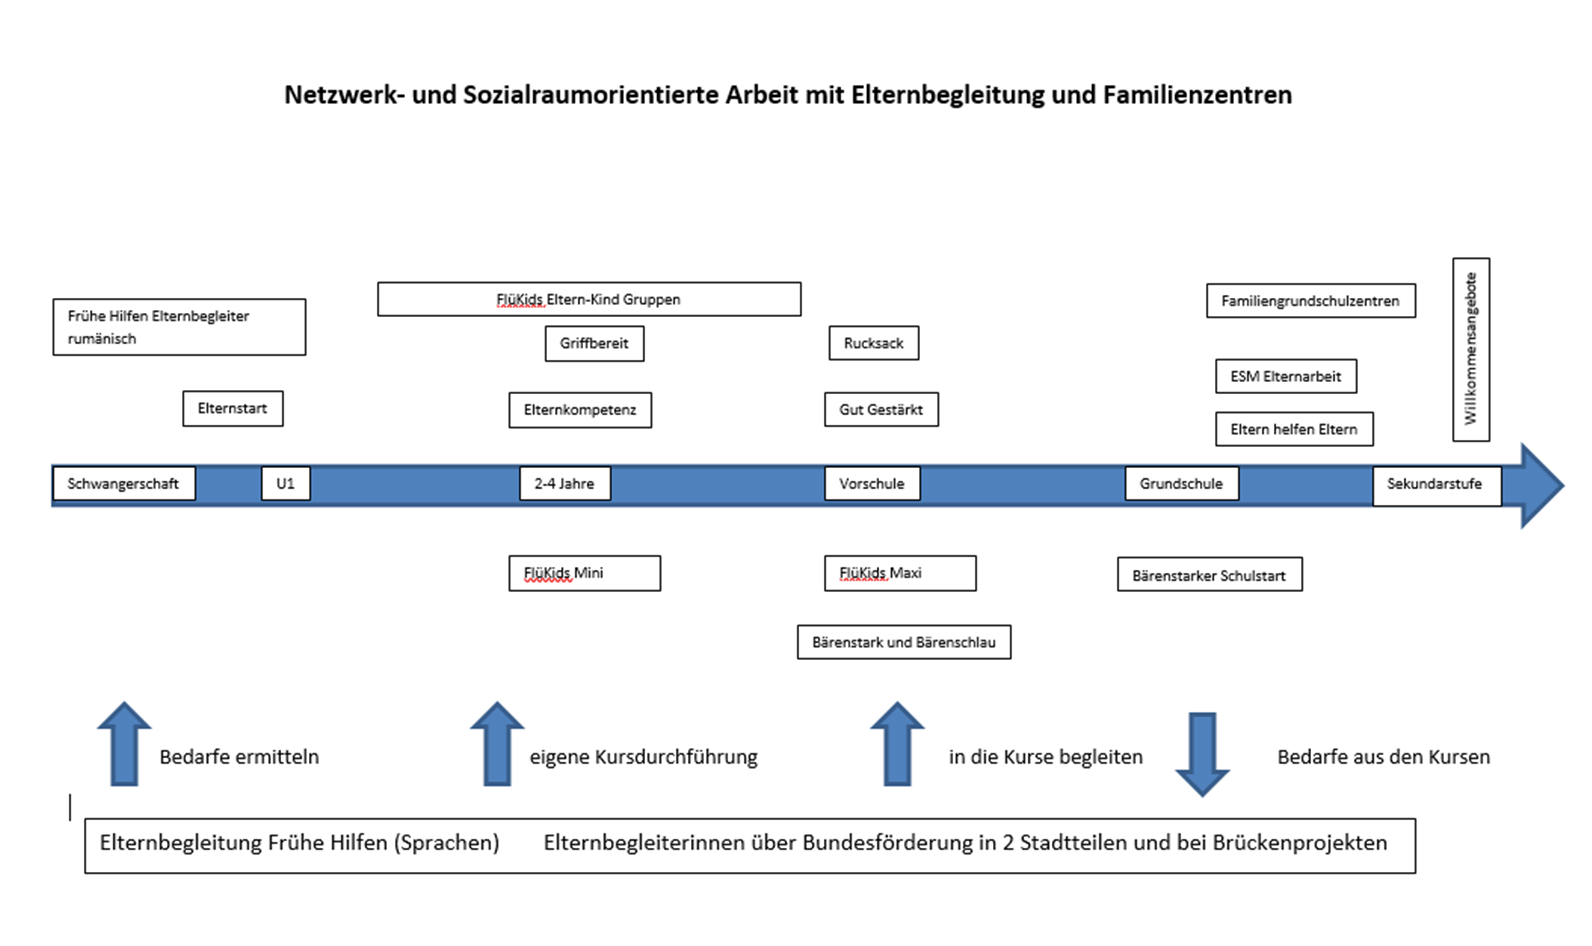 Netzwerk- und Sozialraumorientierte Arbeit mit Elternbegleitung und Familienzentren
Frühe Hilfen Elternbegleiter
rumänisch
FlüKids Eltern-Kind Gruppen
Familiengrundschulzentren
Willkommensangebote
Griffbereit
Rucksack
ESM Elternarbeit
Elternstart
Elternkompetenz
Gut Gestärkt
Eltern helfen Eltern
Schwangerschaft
U1
2-4 Jahre
Vorschule
Grundschule
Sekundarstufe
FlüKids Mini
FlüKids Maxi
Bärenstarker Schulstart
Bärenstark und Bärenschlau
Bedarfe ermitteln
eigene Kursdurchführung
in die Kurse begleiten
Bedarfe aus den Kursen
Elternbegleitung Frühe Hilfen (Sprachen) Elternbegleiterinnen über Bundesförderung in 2 Stadtteilen und bei Brückenprojekten